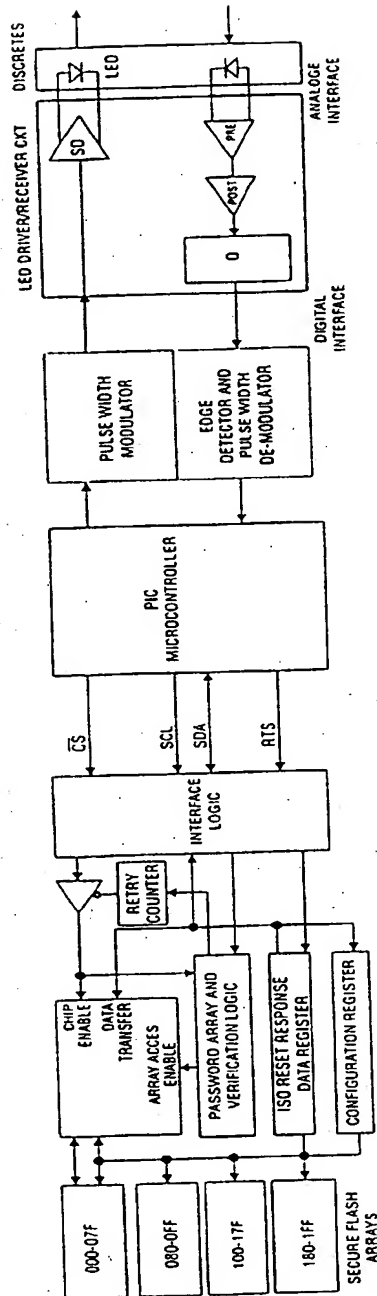 000-07F
080-0FF
100-17F
180-1FF
SECURE FLASH
ARRAYS
CHIP
ENABLE
DATA
TRANSFER
ARRAY ACCES
ENABLE
RETRY
COUNTER
PASSWORD ARRAY AND
VERIFICATION LOGIC
ISO RESET RESPONSE
DATA REGISTER
CONFIGURATION REGISTER
INTERFACE
LOGIC
CS
SCL
SDA
RTS
PIC
MICROCONTROLLER
PULSE WIDTH
MODULATOR
EDGE
DETECTOR AND
PULSE WIDTH
DE-MODULATOR
DIGITAL
INTERFACE
LED DRIVER/RECEIVER CXT
SD
PRE
POST
D
DISCRETES
LED
ANALOGE
INTERFACE